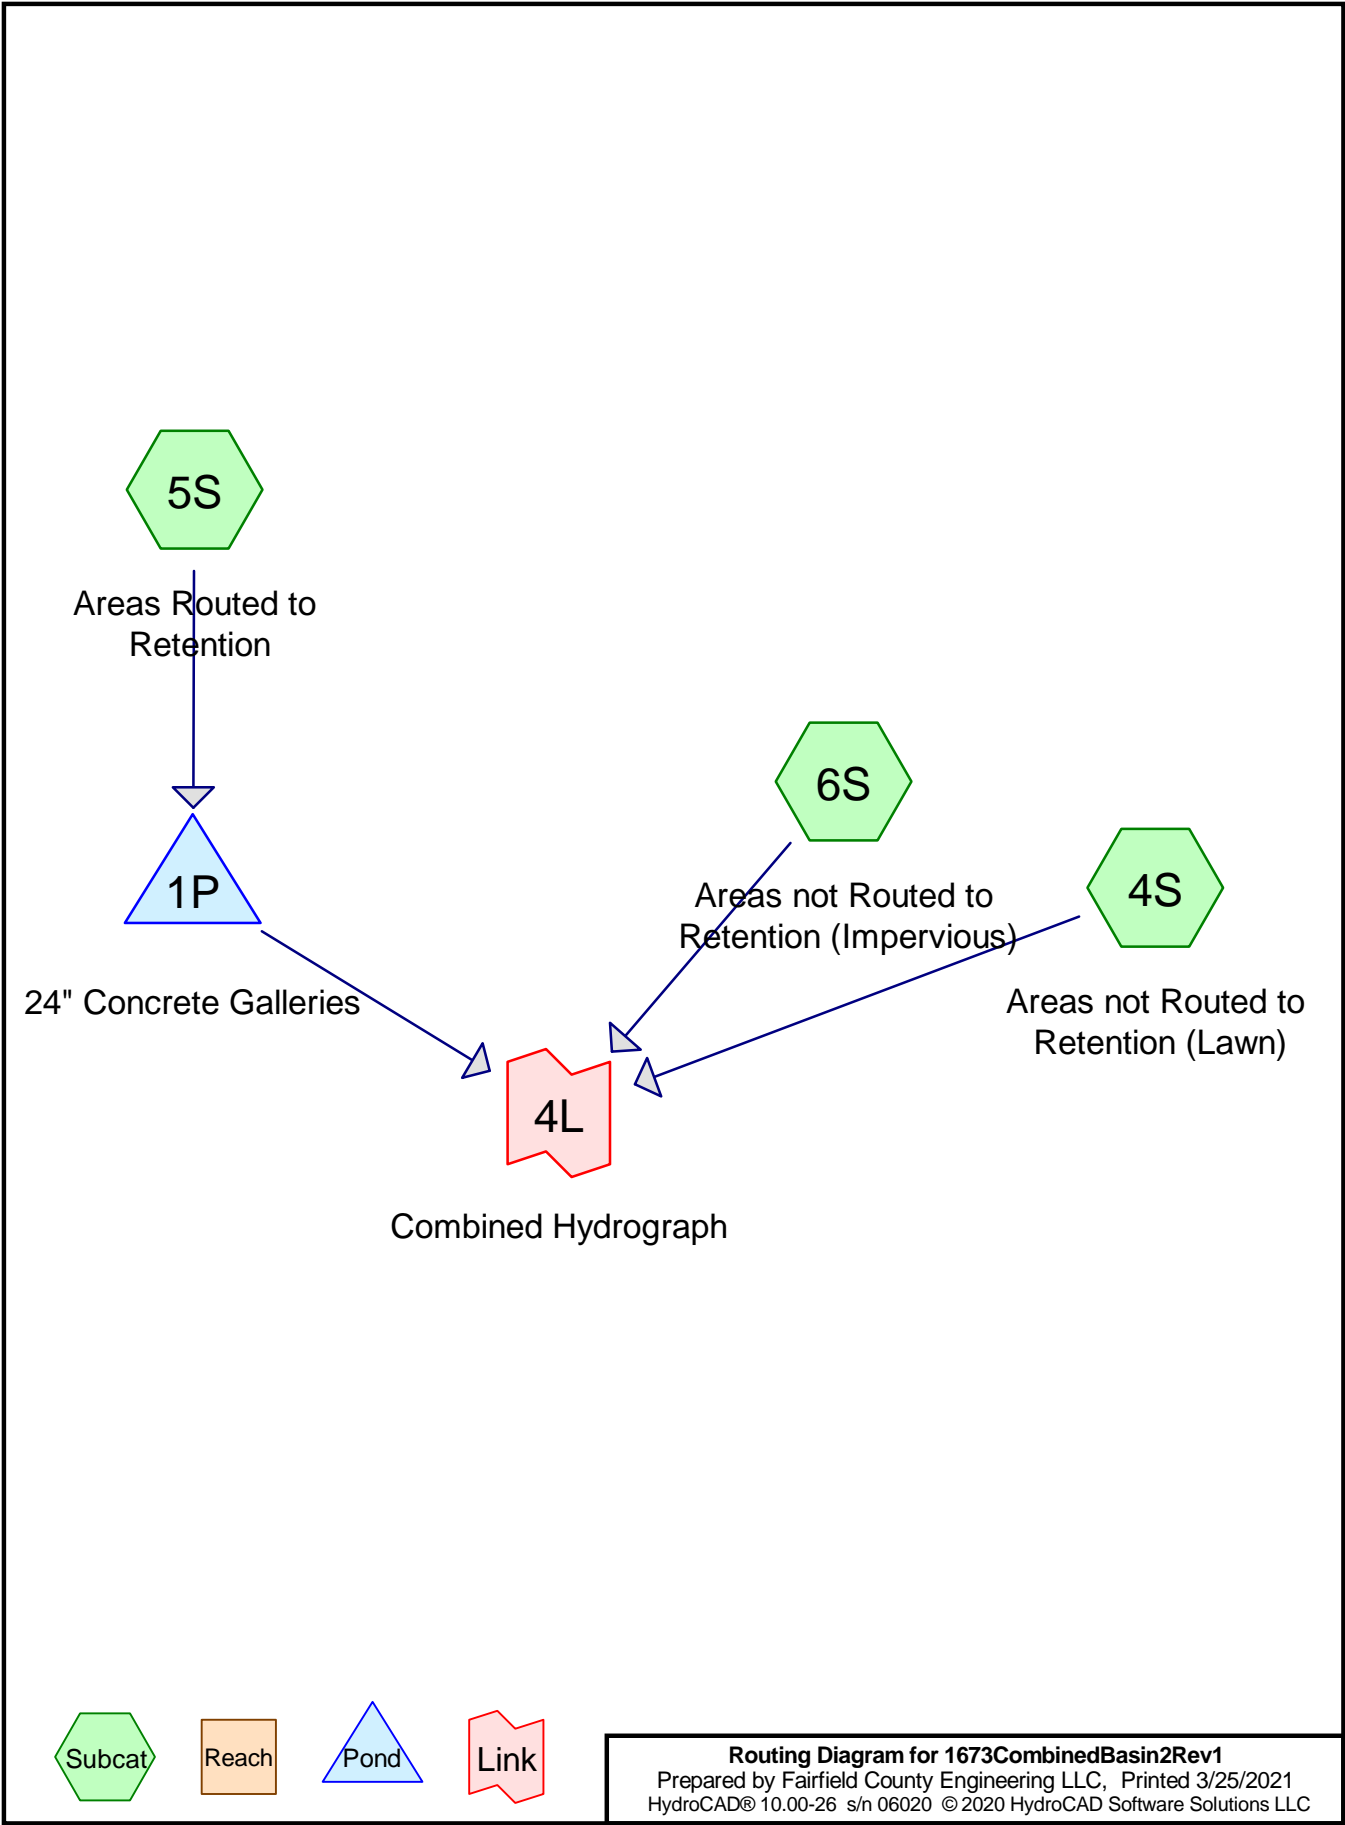 5S
Areas Routed to
Retention
6S
1P
4S
Areas not Routed to
Retention (Impervious)
24" Concrete Galleries
Areas not Routed to
Retention (Lawn)
4L
Combined Hydrograph
Subcat
Reach
Pond
Link
Routing Diagram for 1673CombinedBasin2Rev1
Prepared by Fairfield County Engineering LLC, Printed 3/25/2021
HydroCAD® 10.00-26 s/n 06020 © 2020 HydroCAD Software Solutions LLC